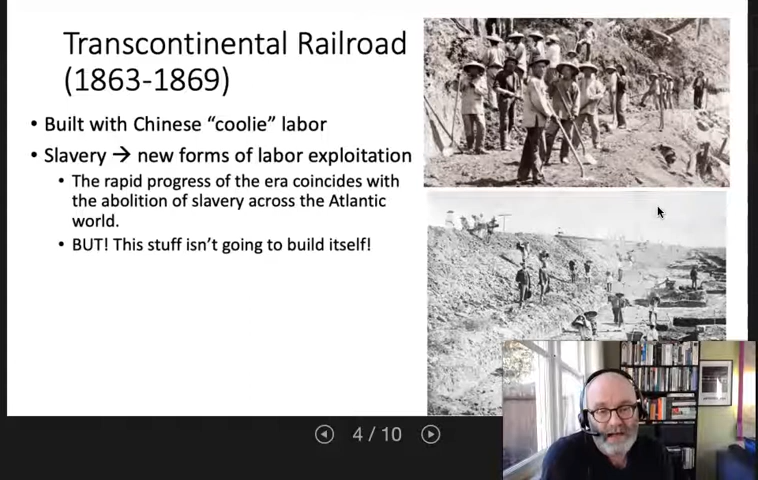 Transcontinental Railroad
(1863-1869)
• Built with Chinese “coolie” labor
• Slavery → new forms of labor exploitation
• The rapid progress of the era coincides with
the abolition of slavery across the Atlantic
world.
• BUT! This stuff isn’t going to build itself!
4 / 10